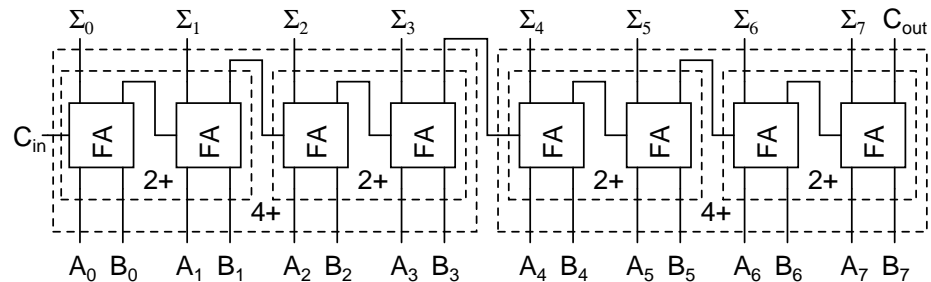 Σ₀ Σ₁ Σ₂ Σ₃ Σ₄ Σ₅ Σ₆ Σ₇ C_out
C_in FA FA FA FA FA FA FA FA
2+ 2+ 2+ 2+
4+ 4+
A₀ B₀ A₁ B₁ A₂ B₂ A₃ B₃ A₄ B₄ A₅ B₅ A₆ B₆ A₇ B₇